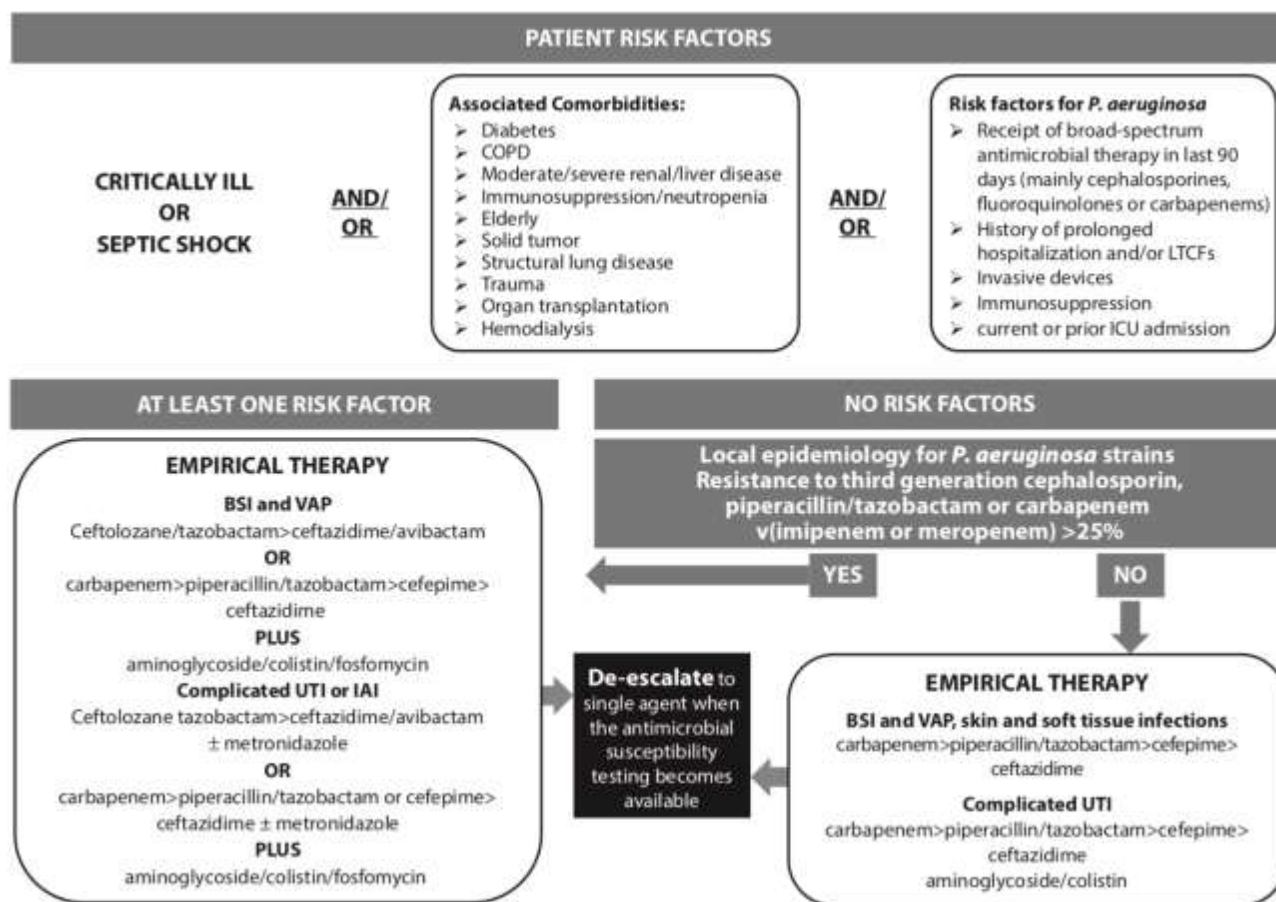 PATIENT RISK FACTORS
CRITICALLY ILL
OR
SEPTIC SHOCK
AND/
OR
Associated Comorbidities:
➢ Diabetes
➢ COPD
➢ Moderate/severe renal/liver disease
➢ Immunosuppression/neutropenia
➢ Elderly
➢ Solid tumor
➢ Structural lung disease
➢ Trauma
➢ Organ transplantation
➢ Hemodialysis
AND/
OR
Risk factors for P. aeruginosa
➢ Receipt of broad-spectrum
antimicrobial therapy in last 90
days (mainly cephalosporines,
fluoroquinolones or carbapenems)
➢ History of prolonged
hospitalization and/or LTCFs
➢ Invasive devices
➢ Immunosuppression
➢ current or prior ICU admission
AT LEAST ONE RISK FACTOR
EMPIRICAL THERAPY
BSI and VAP
Ceftolozane/tazobactam>ceftazidime/avibactam
OR
carbapenem>piperacillin/tazobactam>cefepime>
ceftazidime
PLUS
aminoglycoside/colistin/fosfomycin
Complicated UTI or IAI
Ceftolozane tazobactam>ceftazidime/avibactam
± metronidazole
OR
carbapenem>piperacillin/tazobactam or cefepime>
ceftazidime ± metronidazole
PLUS
aminoglycoside/colistin/fosfomycin
NO RISK FACTORS
Local epidemiology for P. aeruginosa strains
Resistance to third generation cephalosporin,
piperacillin/tazobactam or carbapenem
v(imipenem or meropenem) >25%
YES
NO
De-escalate to
single agent when
the antimicrobial
susceptibility
testing becomes
available
EMPIRICAL THERAPY
BSI and VAP, skin and soft tissue infections
carbapenem>piperacillin/tazobactam>cefepime>
ceftazidime
Complicated UTI
carbapenem>piperacillin/tazobactam>cefepime>
ceftazidime
aminoglycoside/colistin